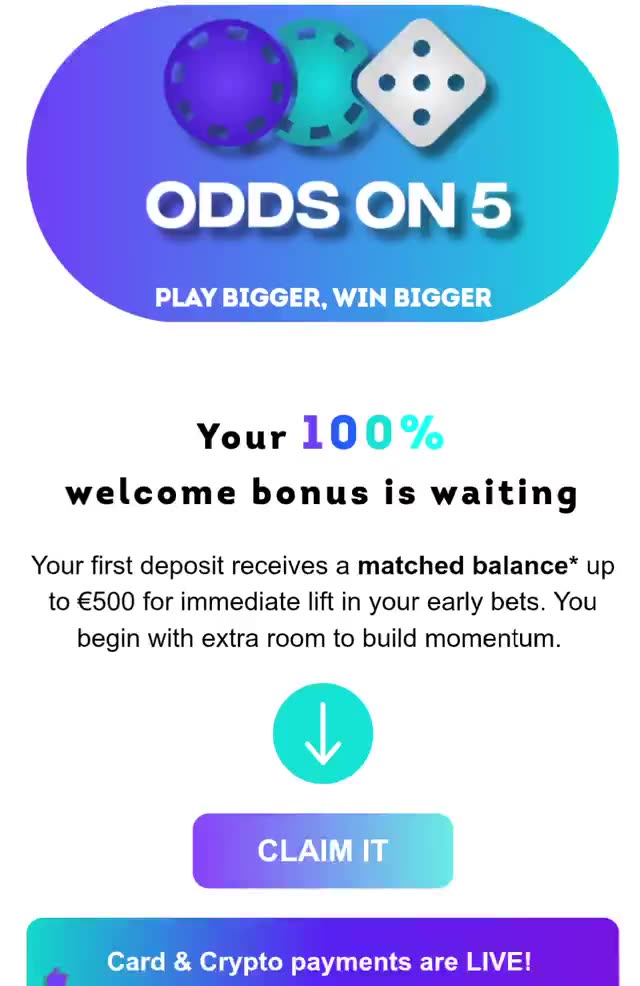 ODDS ON 5
PLAY BIGGER, WIN BIGGER
Your 100%
welcome bonus is waiting
Your first deposit receives a matched balance* up
to €500 for immediate lift in your early bets. You
begin with extra room to build momentum.
CLAIM IT
Card & Crypto payments are LIVE!